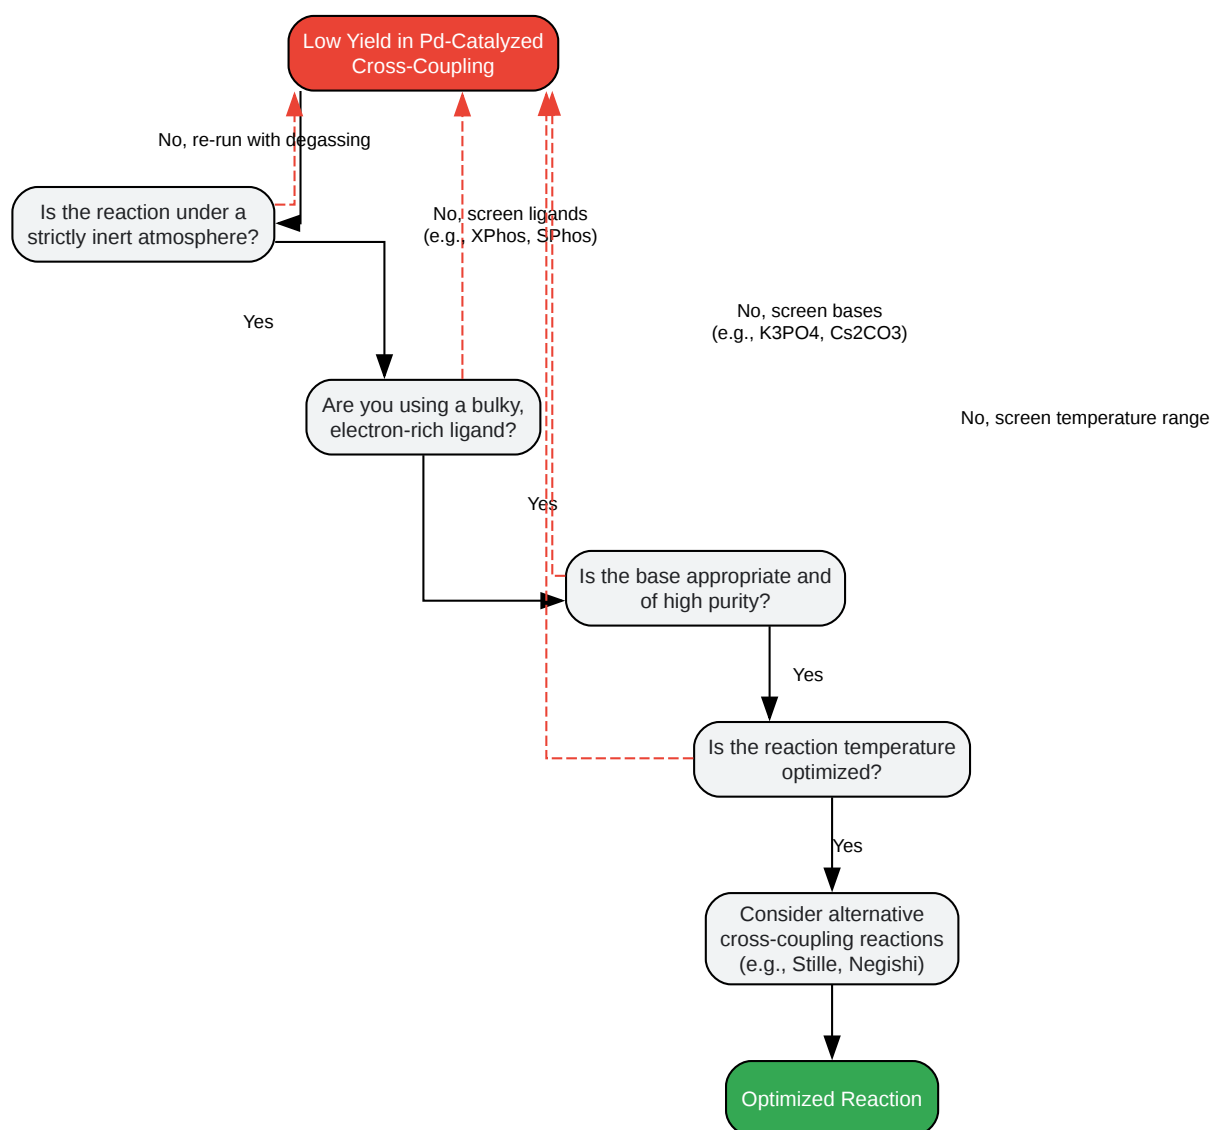 Low Yield in Pd-Catalyzed
Cross-Coupling
No, re-run with degassing
Is the reaction under a
strictly inert atmosphere?
No, screen ligands
(e.g., XPhos, SPhos)
Yes
No, screen bases
(e.g., K3PO4, Cs2CO3)
Are you using a bulky,
electron-rich ligand?
No, screen temperature range
Yes
Is the base appropriate and
of high purity?
Yes
Is the reaction temperature
optimized?
Yes
Consider alternative
cross-coupling reactions
(e.g., Stille, Negishi)
Optimized Reaction